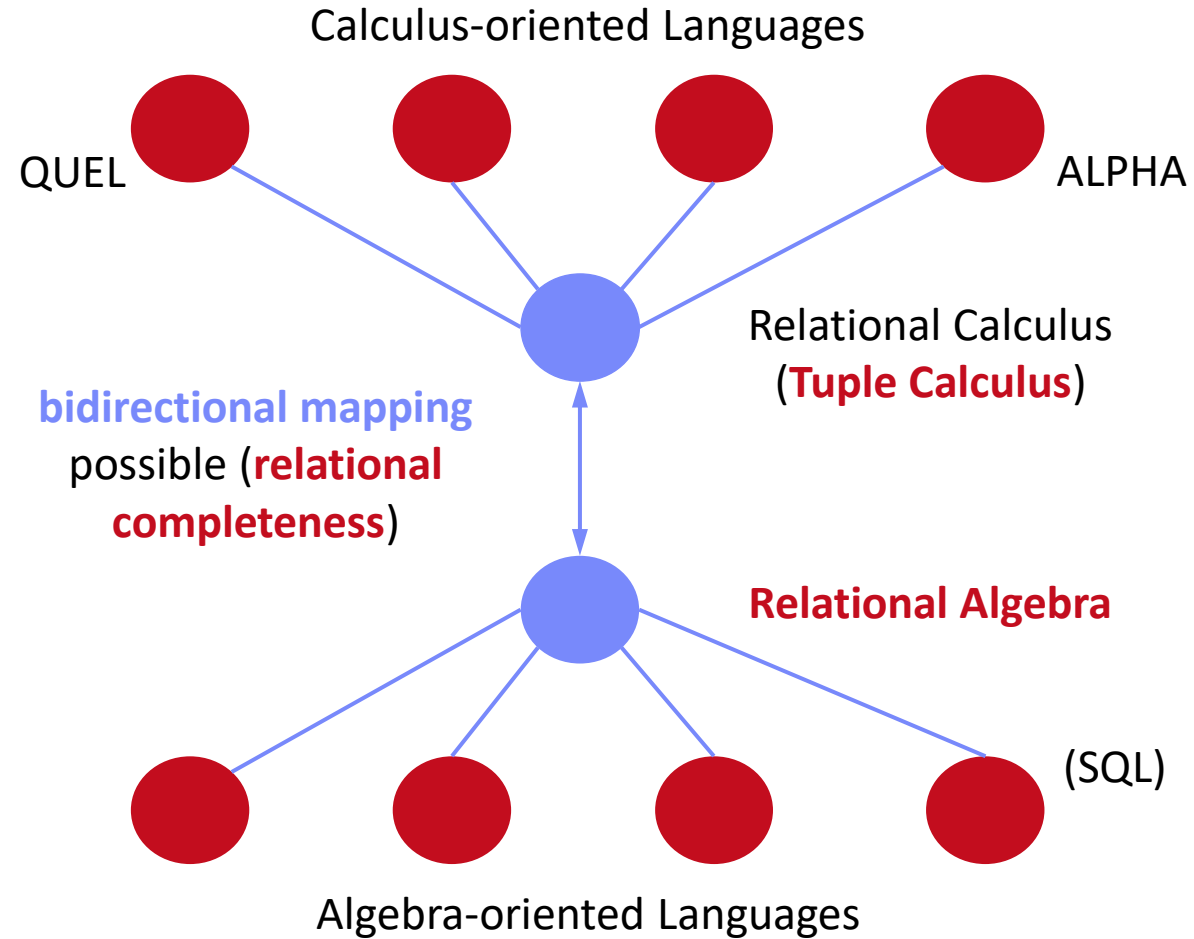 Calculus-oriented Languages
QUEL
ALPHA
Relational Calculus
(Tuple Calculus)
bidirectional mapping
possible (relational
completeness)
Relational Algebra
(SQL)
Algebra-oriented Languages